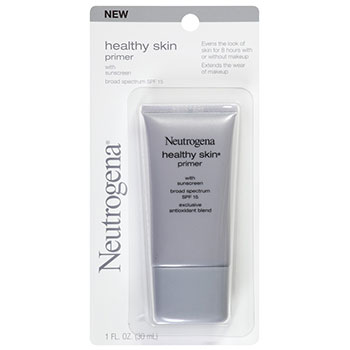 NEW
healthy skin
primer
with
sunscreen
broad spectrum SPF 15
Evens the look of
skin for 8 hours with
or without makeup
Extends the wear
of makeup
Neutrogena®
Neutrogena
healthy skin®
primer
with
sunscreen
broad spectrum
SPF 15
exclusive
antioxidant blend
1 FL. OZ. (30 mL)